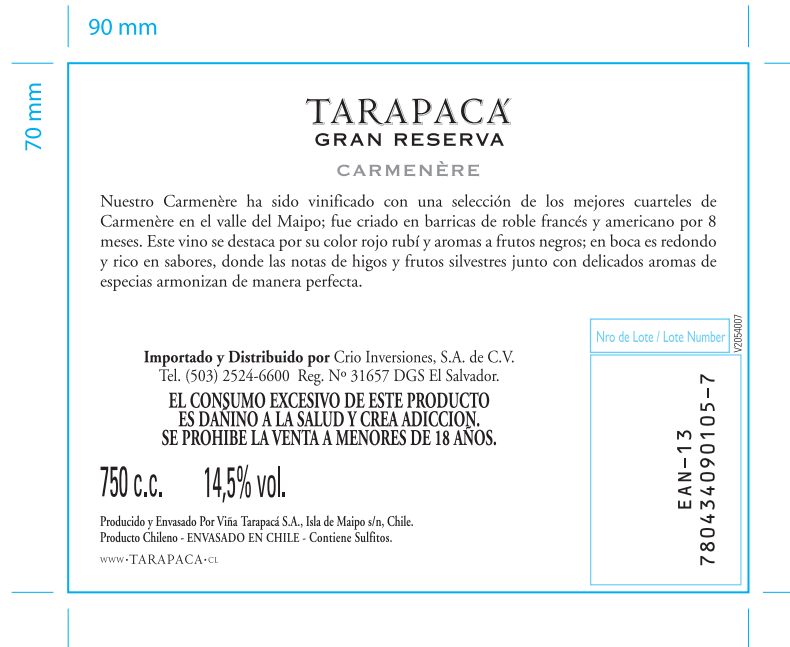 90 mm
70 mm
TARAPACÁ
GRAN RESERVA
CARMENÈRE
Nuestro Carmenère ha sido vinificado con una selección de los mejores cuarteles de
Carmenère en el valle del Maipo; fue criado en barricas de roble francés y americano por 8
meses. Este vino se destaca por su color rojo rubí y aromas a frutos negros; en boca es redondo
y rico en sabores, donde las notas de higos y frutos silvestres junto con delicados aromas de
especias armonizan de manera perfecta.
Importado y Distribuido por Crio Inversiones, S.A. de C.V.
Tel. (503) 2524-6600 Reg. Nº 31657 DGS El Salvador.
EL CONSUMO EXCESIVO DE ESTE PRODUCTO
ES DAÑINO A LA SALUD Y CREA ADICCION.
SE PROHIBE LA VENTA A MENORES DE 18 AÑOS.
750 c.c. 14,5% vol.
Producido y Envasado Por Viña Tarapacá S.A., Isla de Maipo s/n, Chile.
Producto Chileno - ENVASADO EN CHILE - Contiene Sulfitos.
WWW·TARAPACA·CL
Nro de Lote / Lote Number
V2054007
EAN-13
7804340901057-7